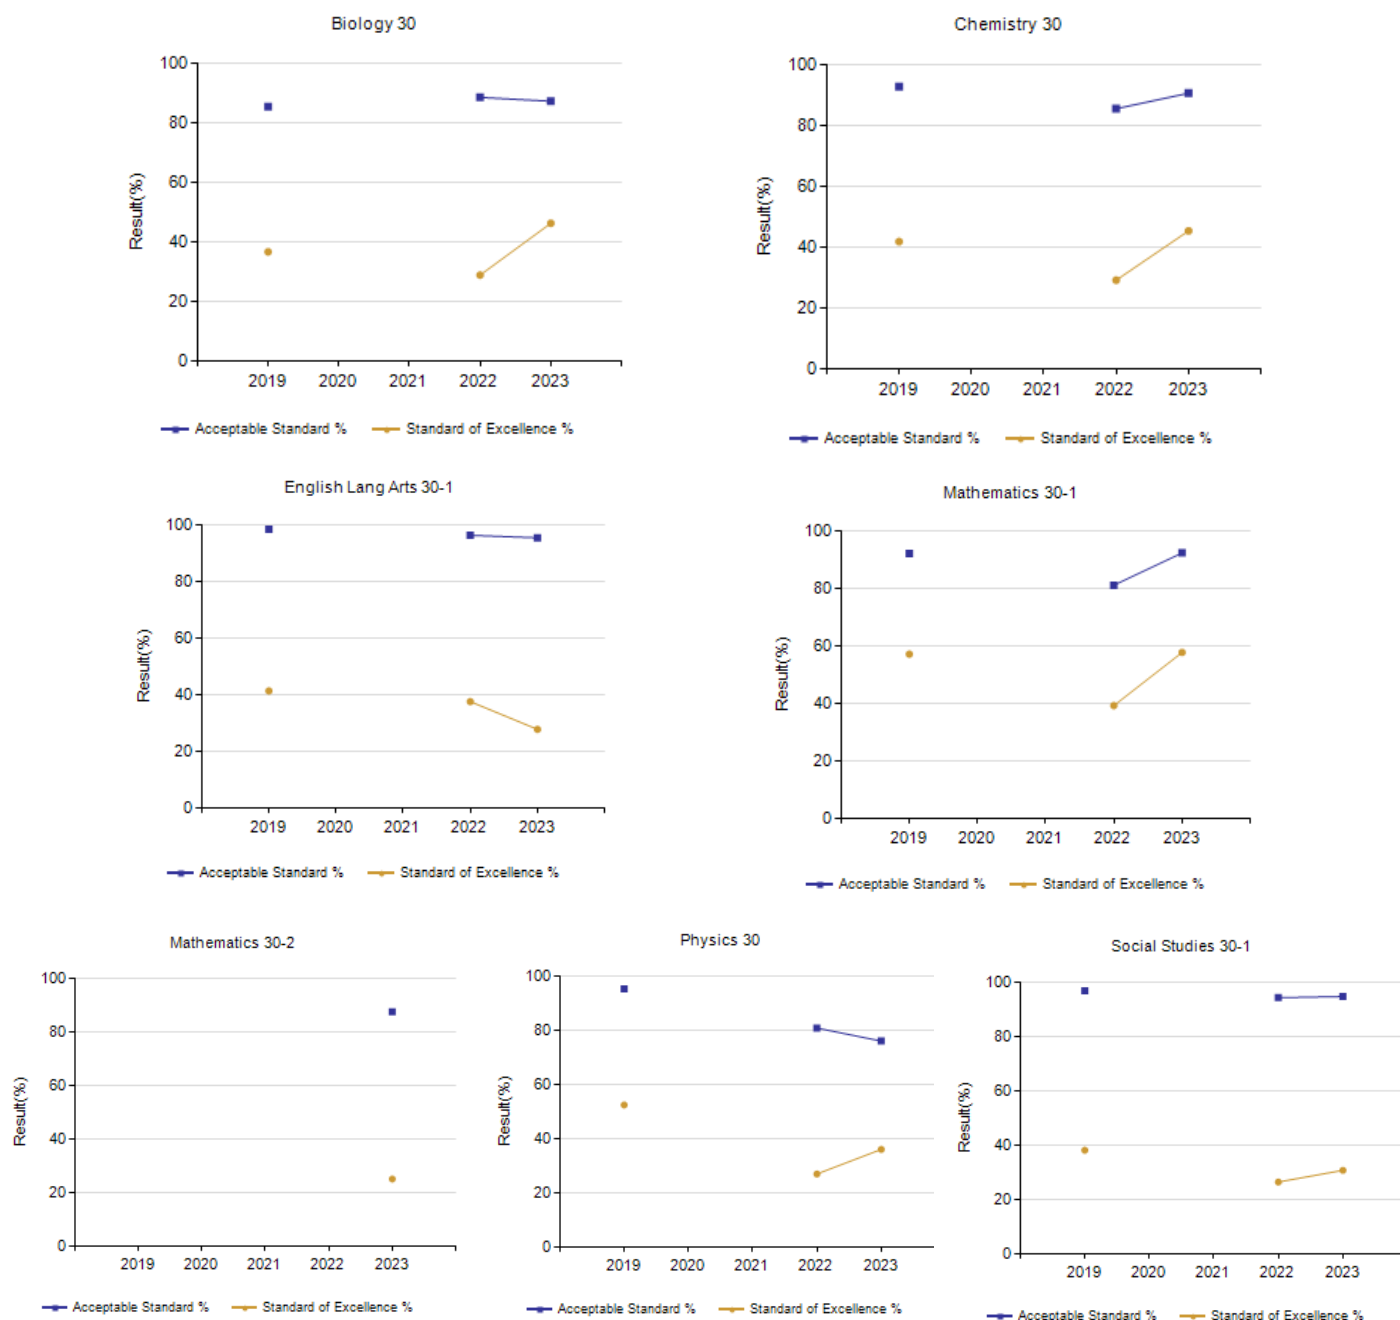 Biology 30
100
80
60
40
20
0
Result(%)
2019 2020 2021 2022 2023
Acceptable Standard % Standard of Excellence %
Chemistry 30
100
80
60
40
20
0
Result(%)
2019 2020 2021 2022 2023
Acceptable Standard % Standard of Excellence %
English Lang Arts 30-1
100
80
60
40
20
0
Result(%)
2019 2020 2021 2022 2023
Acceptable Standard % Standard of Excellence %
Mathematics 30-1
100
80
60
40
20
0
Result(%)
2019 2020 2021 2022 2023
Acceptable Standard % Standard of Excellence %
Mathematics 30-2
100
80
60
40
20
0
Result(%)
2019 2020 2021 2022 2023
Acceptable Standard % Standard of Excellence %
Physics 30
100
80
60
40
20
0
Result(%)
2019 2020 2021 2022 2023
Acceptable Standard % Standard of Excellence %
Social Studies 30-1
100
80
60
40
20
0
Result(%)
2019 2020 2021 2022 2023
Acceptable Standard % Standard of Excellence %